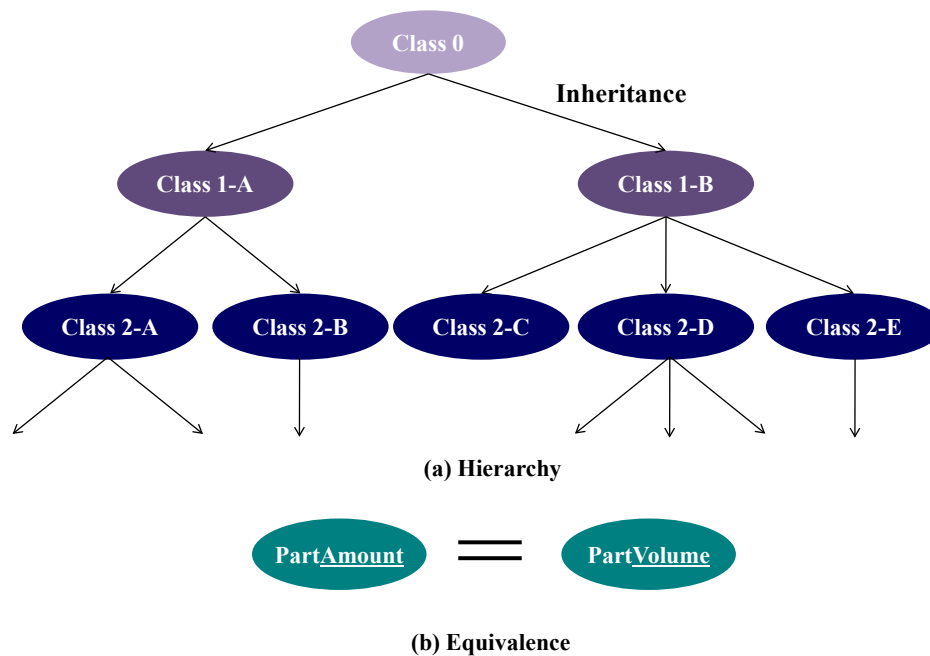 Class 0
Inheritance
Class 1-A
Class 1-B
Class 2-A
Class 2-B
Class 2-C
Class 2-D
Class 2-E
(a) Hierarchy
PartAmount
PartVolume
(b) Equivalence